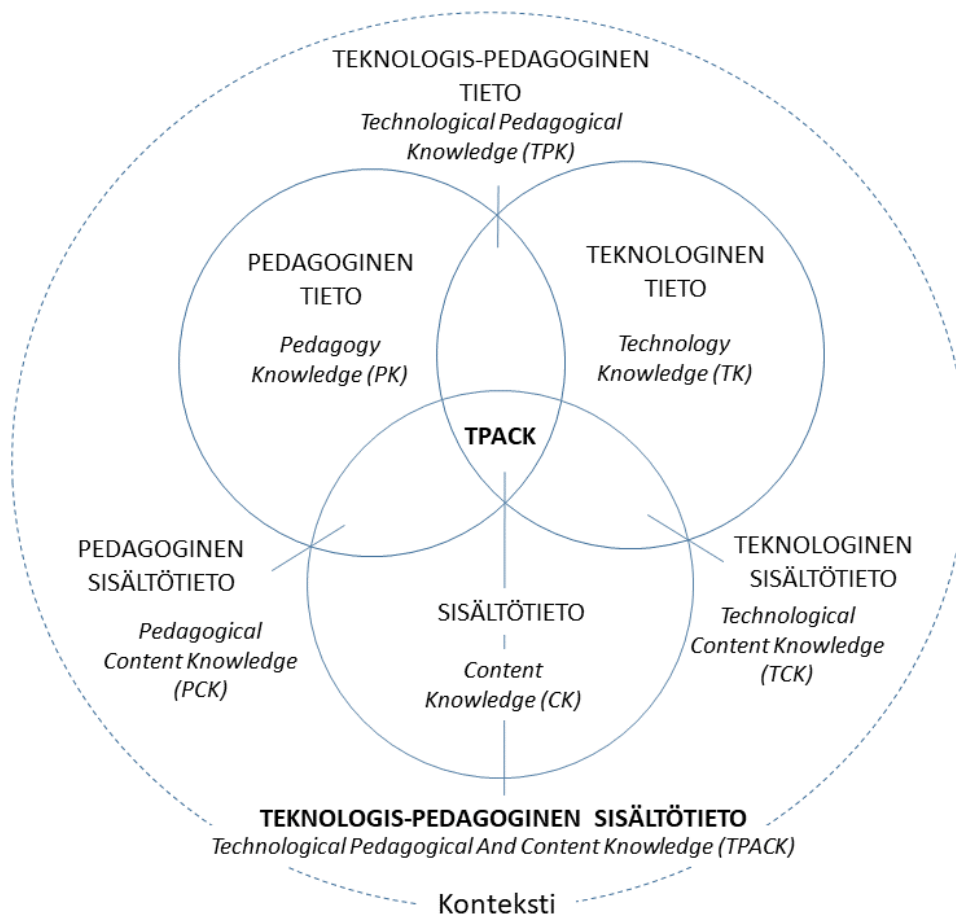 TEKNOLOGIS-PEDAGOGINEN
TIETO
Technological Pedagogical
Knowledge (TPK)
PEDAGOGINEN
TIETO
Pedagogy
Knowledge (PK)
TEKNOLOGINEN
TIETO
Technology
Knowledge (TK)
TPACK
PEDAGOGINEN
SISÄLTÖTIETO
Pedagogical
Content Knowledge
(PCK)
SISÄLTÖTIETO
Content
Knowledge (CK)
TEKNOLOGINEN
SISÄLTÖTIETO
Technological
Content Knowledge
(TCK)
TEKNOLOGIS-PEDAGOGINEN SISÄLTÖTIETO
Technological Pedagogical And Content Knowledge (TPACK)
Konteksti